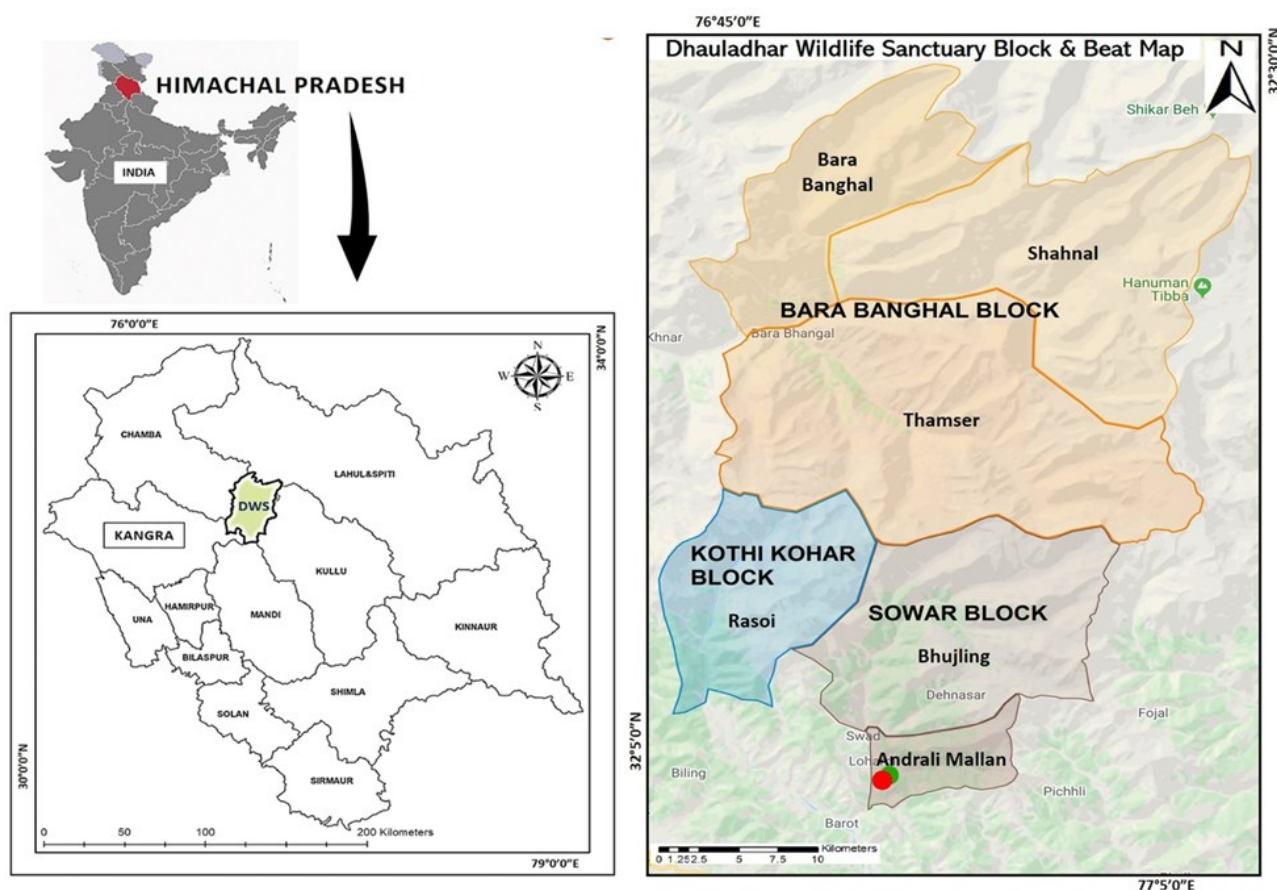 HIMACHAL PRADESH
INDIA
76°0'0"E
34°0'0"N
N
W
E
S
CHAMBA
LAHUL&SPITI
DWS
KANGRA
KULLU
HAMIRPUR
UNA
MANDI
KINNAUR
BILASPUR
SHIMLA
SOLAN
SIRMAUR
30°0'0"N
0 50 100 200 Kilometers
79°0'0"E
76°45'0"E
32°30'0"N
Dhauladhar Wildlife Sanctuary Block & Beat Map
N
Shikar Beh
Bara
Banghal
Shahnal
Hanuman
Tibba
BARA BANGHAL BLOCK
Khnar
Bara Bhangal
Thamser
KOTHI KOHAR
BLOCK
SOWAR BLOCK
Rasoi
Bhujling
Dehnasar
Fojal
32°5'0"N
Swad
Andrali Mallan
Loha
Biling
Pichhli
Barot
Kilometers
0 1.25 2.5 5 7.5 10
77°5'0"E